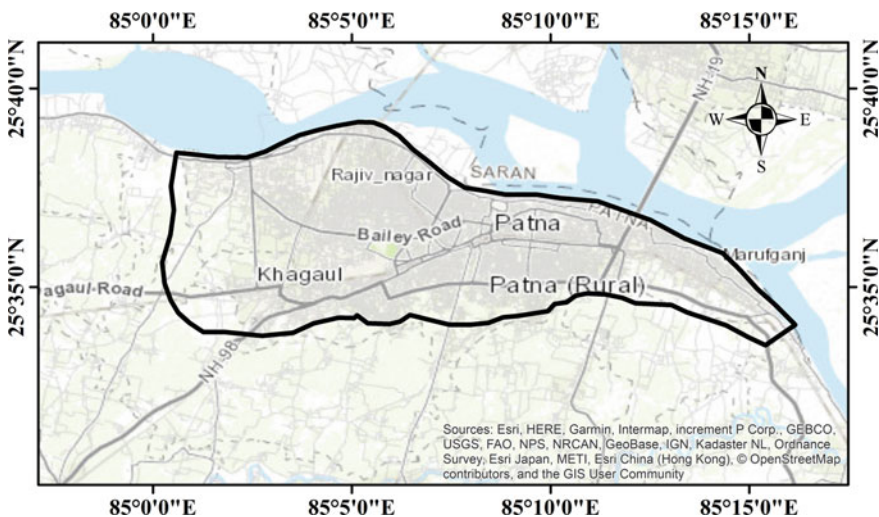 85°0'0"E 85°5'0"E 85°10'0"E 85°15'0"E
25°40'0"N 25°40'0"N
NH-19
N
W E
S
SARAN
Rajiv_nagar
PATNA
Patna
Bailey-Road
Marufganj
Khagaul
Patna (Rural)
agaul-Road
25°35'0"N 25°35'0"N
NH-98
Sources: Esri, HERE, Garmin, Intermap, increment P Corp., GEBCO,
USGS, FAO, NPS, NRCAN, GeoBase, IGN, Kadaster NL, Ordnance
Survey, Esri Japan, METI, Esri China (Hong Kong), © OpenStreetMap
contributors, and the GIS User Community
85°0'0"E 85°5'0"E 85°10'0"E 85°15'0"E